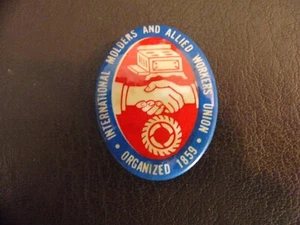 INTERNATIONAL MOLDERS AND ALLIED WORKERS UNION
ORGANIZED 1859